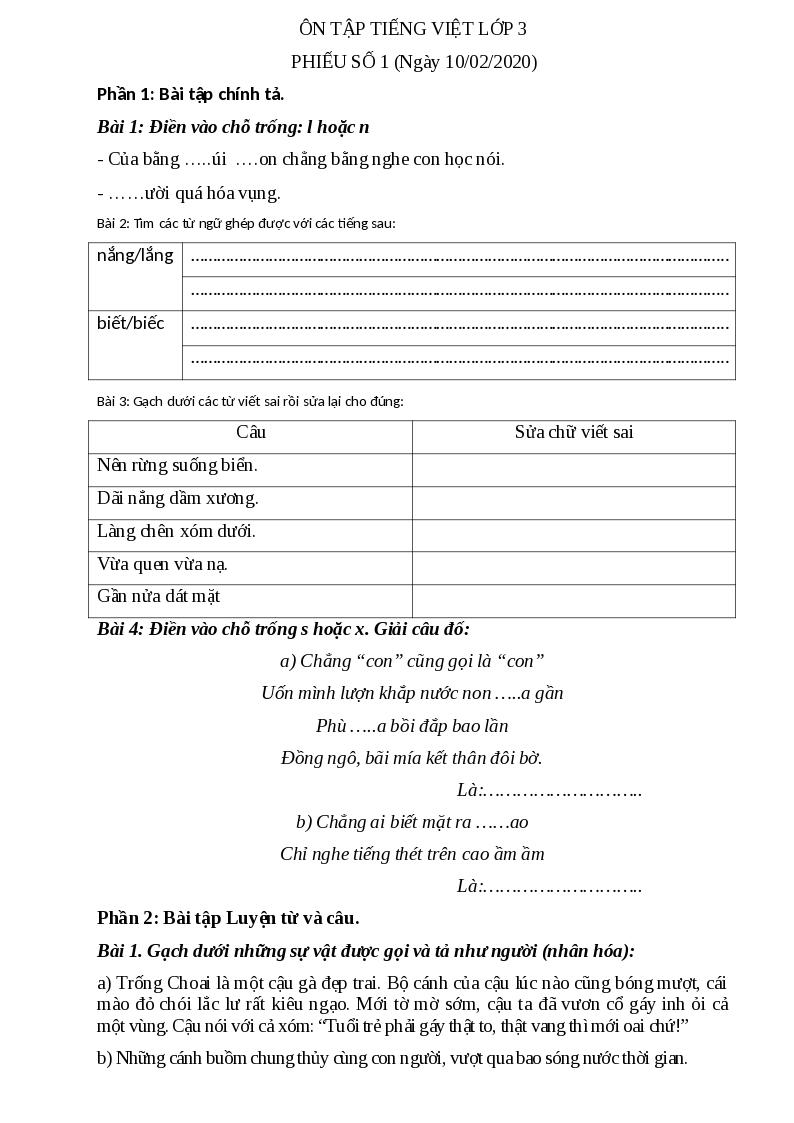 ÔN TẬP TIẾNG VIỆT LỚP 3
PHIẾU SỐ 1 (Ngày 10/02/2020)
Phần 1: Bài tập chính tả.
Bài 1: Điền vào chỗ trống: l hoặc n
- Của bằng …..úi ….on chẳng bằng nghe con học nói.
- ……ười quá hóa vụng.
Bài 2: Tìm các từ ngữ ghép được với các tiếng sau:
nắng/lắng ………………………………………………………………………………………………………..
………………………………………………………………………………………………………..
biết/biếc ………………………………………………………………………………………………………..
………………………………………………………………………………………………………..
Bài 3: Gạch dưới các từ viết sai rồi sửa lại cho đúng:
Câu Sửa chữ viết sai
Nên rừng suống biển.
Dãi nắng dầm xương.
Làng chên xóm dưới.
Vừa quen vừa nạ.
Gần nửa dát mặt
Bài 4: Điền vào chỗ trống s hoặc x. Giải câu đố:
a) Chẳng “con” cũng gọi là “con”
Uốn mình lượn khắp nước non …..a gần
Phù …..a bồi đắp bao lần
Đồng ngô, bãi mía kết thân đôi bờ.
Là:………………………..
b) Chẳng ai biết mặt ra ……ao
Chỉ nghe tiếng thét trên cao ầm ầm
Là:………………………..
Phần 2: Bài tập Luyện từ và câu.
Bài 1. Gạch dưới những sự vật được gọi và tả như người (nhân hóa):
a) Trống Choai là một cậu gà đẹp trai. Bộ cánh của cậu lúc nào cũng bóng mượt, cái
mào đỏ chói lắc lư rất kiêu ngạo. Mới tờ mờ sớm, cậu ta đã vươn cổ gáy inh ỏi cả
một vùng. Cậu nói với cả xóm: “Tuổi trẻ phải gáy thật to, thật vang thì mới oai chứ!”
b) Những cánh buồm chung thủy cùng con người, vượt qua bao sóng nước thời gian.